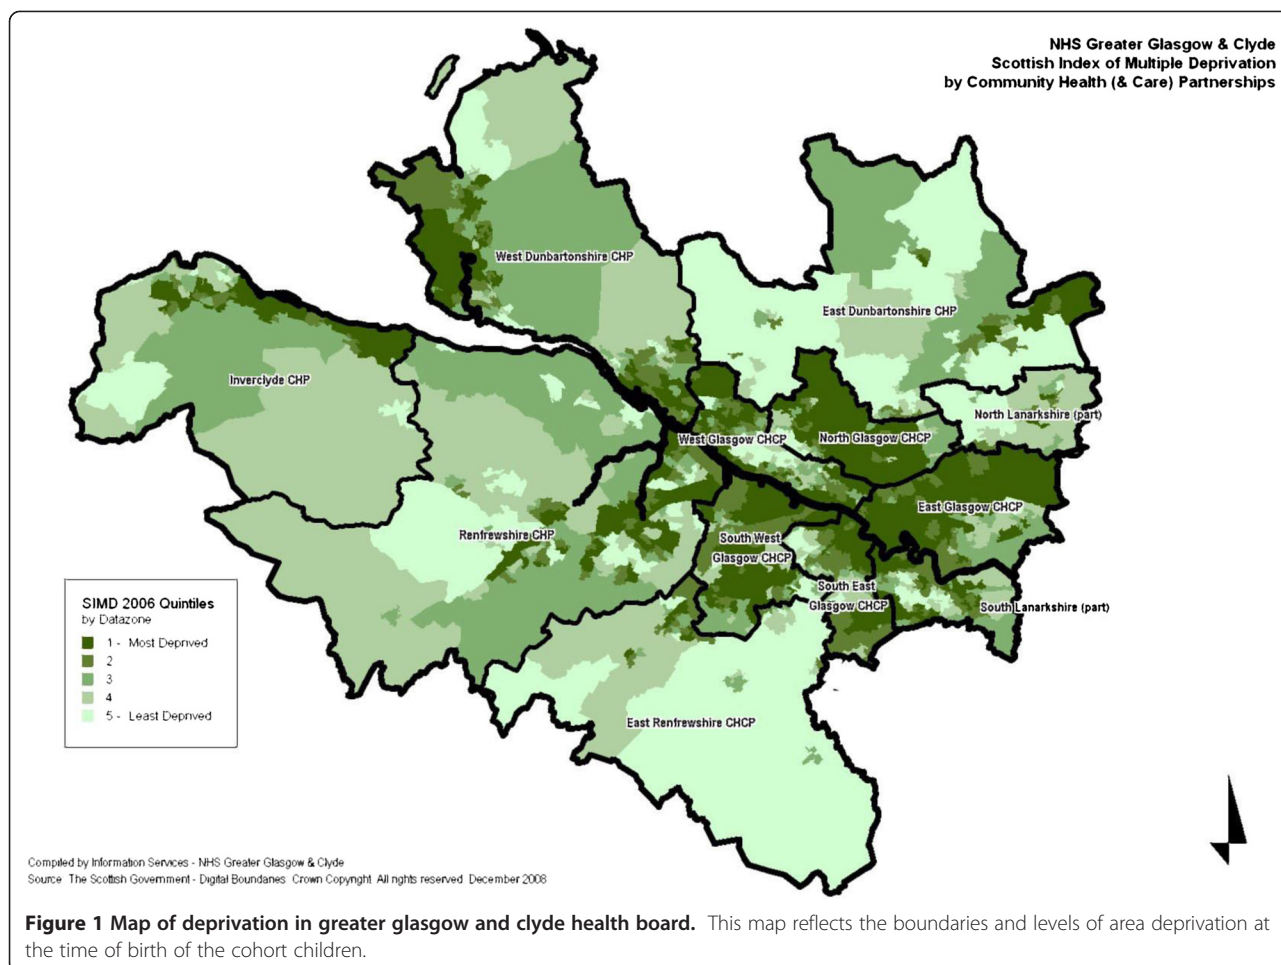 NHS Greater Glasgow & Clyde
Scottish Index of Multiple Deprivation
by Community Health (& Care) Partnerships
West Dunbartonshire CHP
East Dunbartonshire CHP
Inverclyde CHP
North Lanarkshire (part)
West Glasgow CHCP
North Glasgow CHCP
East Glasgow CHCP
Renfrewshire CHP
South West
Glasgow CHCP
South East
Glasgow CHCP
South Lanarkshire (part)
East Renfrewshire CHCP
SIMD 2006 Quintiles
by Datazone
1 - Most Deprived
2
3
4
5 - Least Deprived
Compiled by Information Services - NHS Greater Glasgow & Clyde
Source The Scottish Government - Digital Boundaries Crown Copyright All rights reserved December 2008
Figure 1 Map of deprivation in greater glasgow and clyde health board. This map reflects the boundaries and levels of area deprivation at
the time of birth of the cohort children.